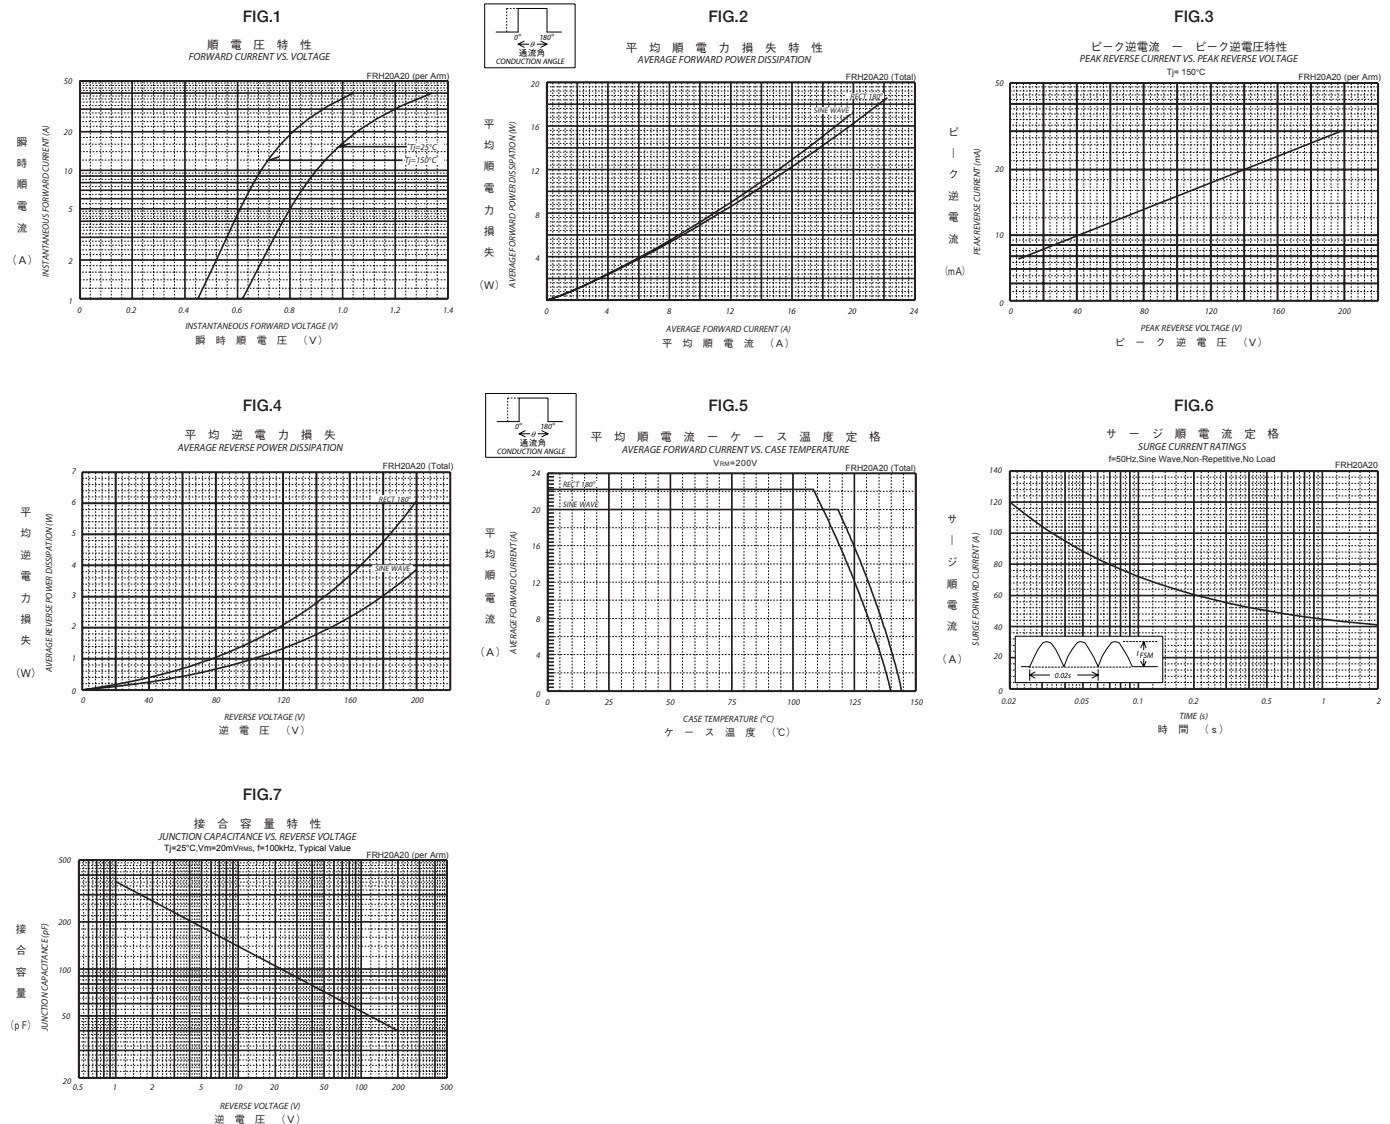 FIG.1
順電圧特性
FORWARD CURRENT VS. VOLTAGE
FRH20A20 (per Arm)
瞬時順電流 (A)
INSTANTANEOUS FORWARD CURRENT (A)
50
20
10
5
2
1
Tj=25°C
Tj=150°C
0 0.2 0.4 0.6 0.8 1.0 1.2 1.4
INSTANTANEOUS FORWARD VOLTAGE (V)
瞬時順電圧 (V)
0° 180°
θ
通流角
CONDUCTION ANGLE
FIG.2
平均順電力損失特性
AVERAGE FORWARD POWER DISSIPATION
FRH20A20 (Total)
平均順電力損失 (W)
AVERAGE FORWARD POWER DISSIPATION (W)
20
16
12
8
4
0
RECT 180°
SINE WAVE
0 4 8 12 16 20 24
AVERAGE FORWARD CURRENT (A)
平均順電流 (A)
FIG.3
ピーク逆電流 ー ピーク逆電圧特性
PEAK REVERSE CURRENT VS. PEAK REVERSE VOLTAGE
Tj= 150°C
FRH20A20 (per Arm)
ピーク逆電流 (mA)
PEAK REVERSE CURRENT (mA)
50
20
10
0
0 40 80 120 160 200
PEAK REVERSE VOLTAGE (V)
ピーク逆電圧 (V)
FIG.4
平均逆電力損失
AVERAGE REVERSE POWER DISSIPATION
FRH20A20 (Total)
平均逆電力損失 (W)
AVERAGE REVERSE POWER DISSIPATION (W)
7
6
5
4
3
2
1
0
RECT 180°
SINE WAVE
0 40 80 120 160 200
REVERSE VOLTAGE (V)
逆電圧 (V)
0° 180°
θ
通流角
CONDUCTION ANGLE
FIG.5
平均順電流ーケース温度定格
AVERAGE FORWARD CURRENT VS. CASE TEMPERATURE
VRM=200V
FRH20A20 (Total)
平均順電流 (A)
AVERAGE FORWARD CURRENT (A)
24
20
16
12
8
4
0
RECT 180°
SINE WAVE
0 25 50 75 100 125 150
CASE TEMPERATURE (°C)
ケース温度 (℃)
FIG.6
サージ順電流定格
SURGE CURRENT RATINGS
f=50Hz,Sine Wave,Non-Repetitive,No Load
FRH20A20
サージ順電流 (A)
SURGE FORWARD CURRENT (A)
140
120
100
80
60
40
20
0
IFSM
0.02s
0.02 0.05 0.1 0.2 0.5 1 2
TIME (s)
時間 (s)
FIG.7
接合容量特性
JUNCTION CAPACITANCE VS. REVERSE VOLTAGE
Tj=25°C,Vm=20mVRMS, f=100kHz, Typical Value
FRH20A20 (per Arm)
接合容量 (pF)
JUNCTION CAPACITANCE (pF)
500
200
100
50
20
0.5 1 2 5 10 20 50 100 200 500
REVERSE VOLTAGE (V)
逆電圧 (V)